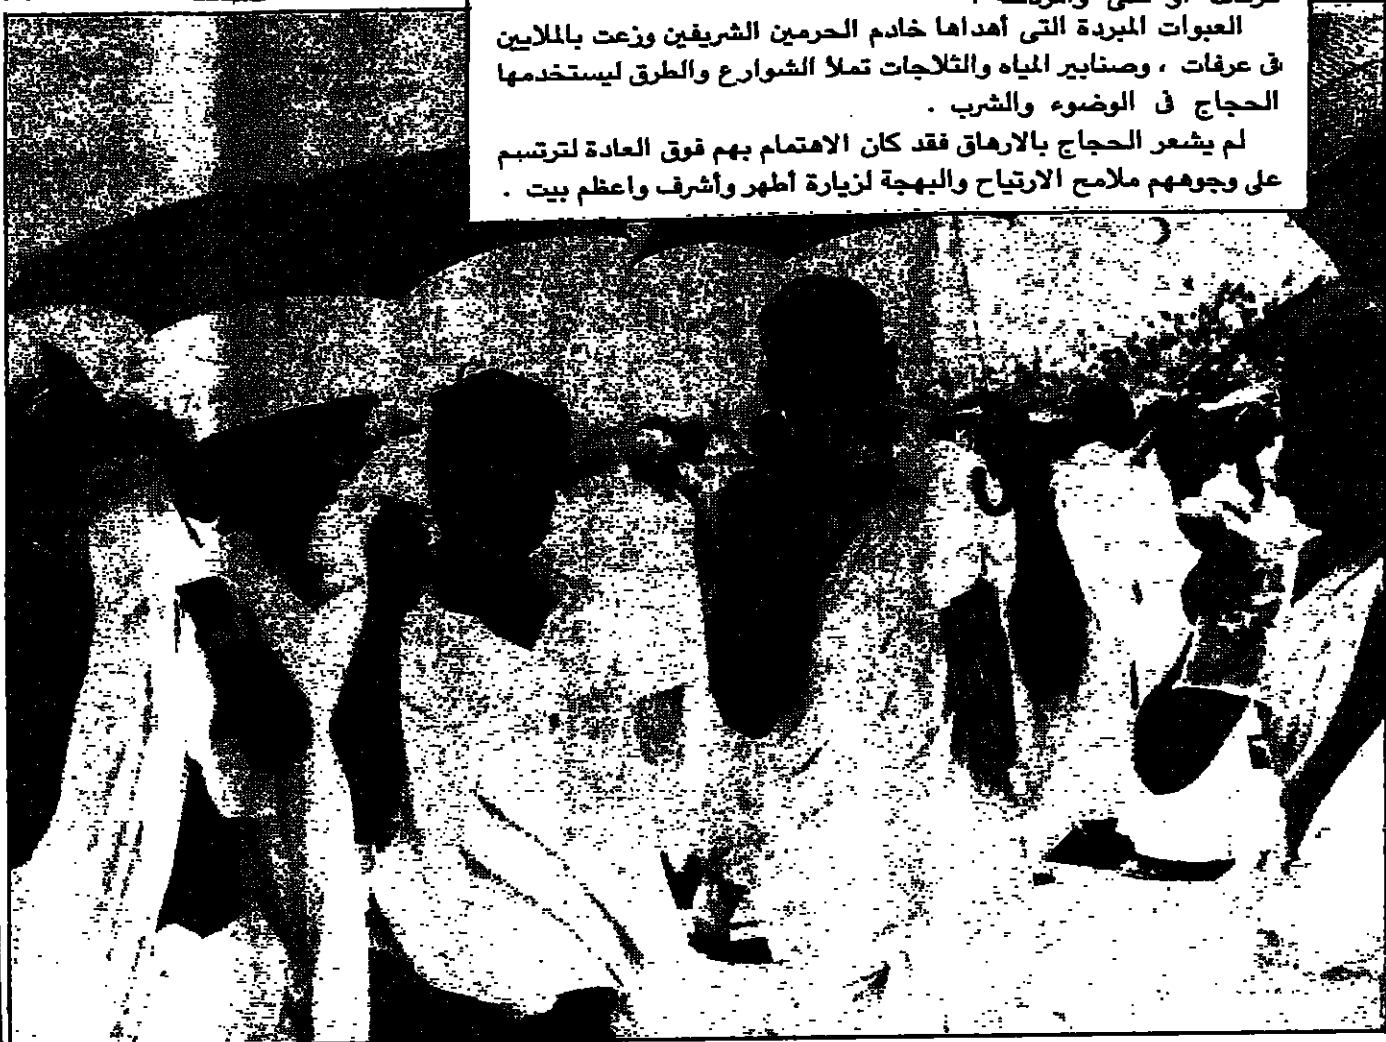 العبوات المبردة التى أهداها خادم الحرمين الشريفين وزعت بالملايين
فى عرفات ، وصنابير المياه والثلاجات تملأ الشوارع والطرق ليستخدمها
الحجاج فى الوضوء والشرب .
لم يشعر الحجاج بالارهاق فقد كان الاهتمام بهم فوق العادة لترتسم
على وجوههم ملامح الارتياح والبهجة لزيارة أطهر وأشرف واعظم بيت .